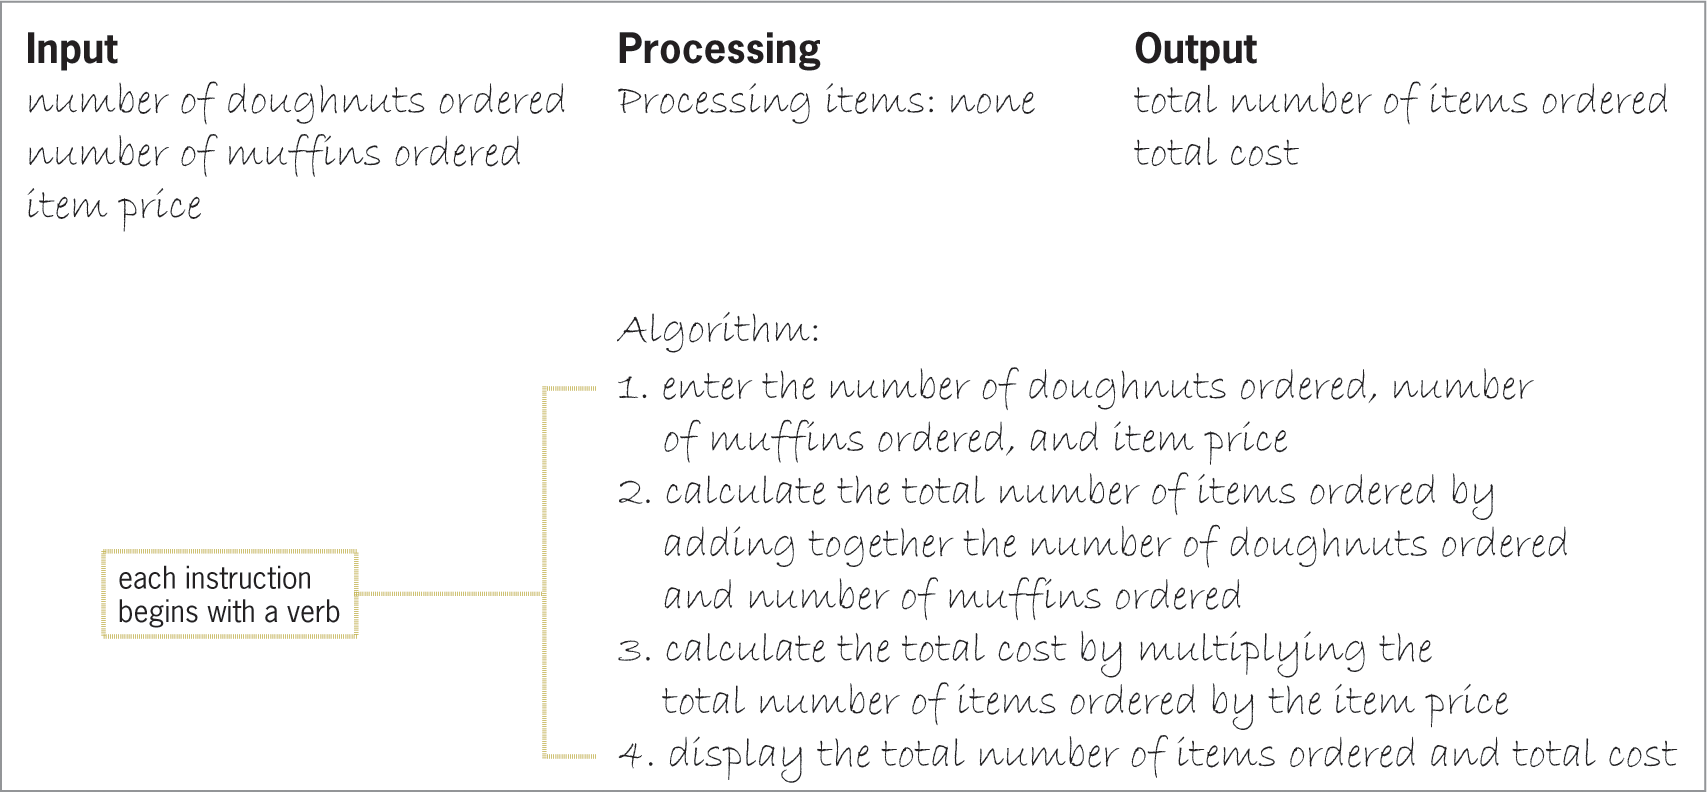 Input
number of doughnuts ordered
number of muffins ordered
item price
Processing
Processing items: none
Output
total number of items ordered
total cost
Algorithm:
1. enter the number of doughnuts ordered, number
of muffins ordered, and item price
2. calculate the total number of items ordered by
adding together the number of doughnuts ordered
and number of muffins ordered
3. calculate the total cost by multiplying the
total number of items ordered by the item price
4. display the total number of items ordered and total cost
each instruction
begins with a verb